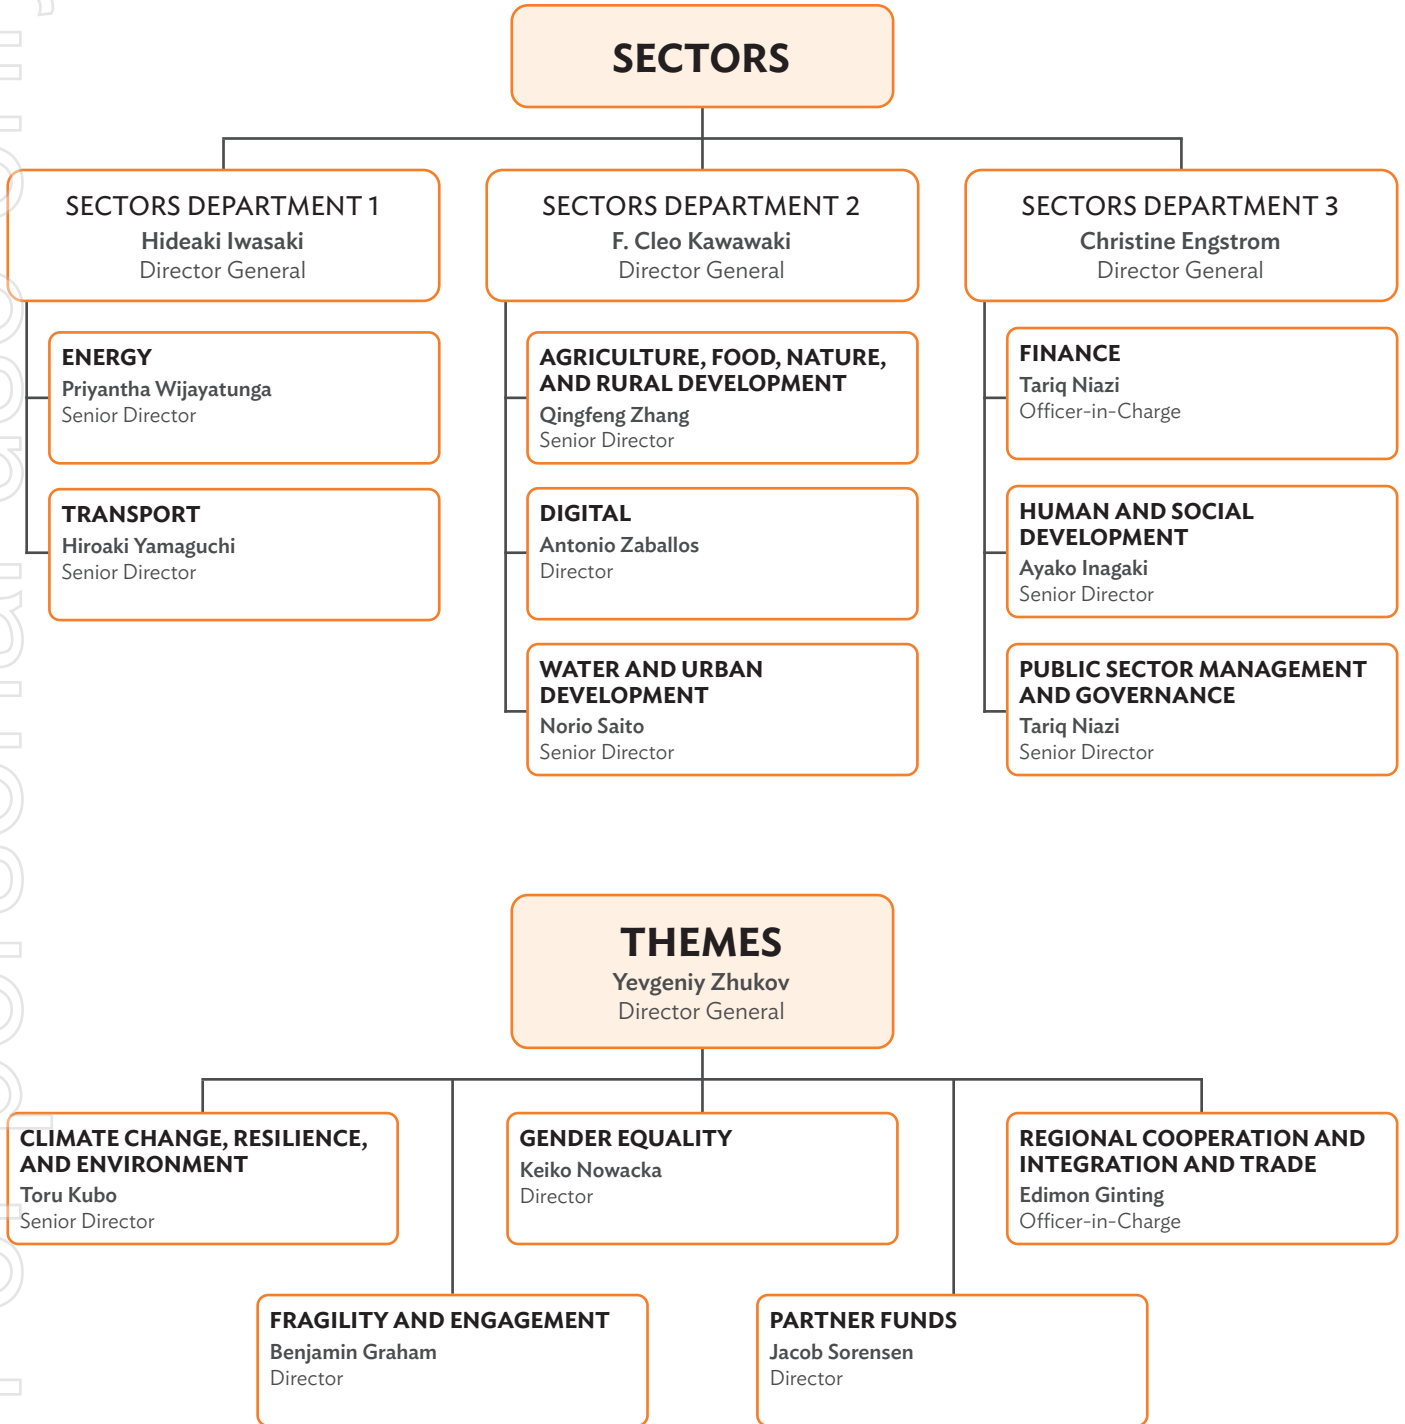 SECTORS
SECTORS DEPARTMENT 1
Hideaki Iwasaki
Director General
ENERGY
Priyantha Wijayatunga
Senior Director
TRANSPORT
Hiroaki Yamaguchi
Senior Director
SECTORS DEPARTMENT 2
F. Cleo Kawawaki
Director General
AGRICULTURE, FOOD, NATURE,
AND RURAL DEVELOPMENT
Qingfeng Zhang
Senior Director
DIGITAL
Antonio Zaballos
Director
WATER AND URBAN
DEVELOPMENT
Norio Saito
Senior Director
SECTORS DEPARTMENT 3
Christine Engstrom
Director General
FINANCE
Tariq Niazi
Officer-in-Charge
HUMAN AND SOCIAL
DEVELOPMENT
Ayako Inagaki
Senior Director
PUBLIC SECTOR MANAGEMENT
AND GOVERNANCE
Tariq Niazi
Senior Director
THEMES
Yevgeniy Zhukov
Director General
CLIMATE CHANGE, RESILIENCE,
AND ENVIRONMENT
Toru Kubo
Senior Director
GENDER EQUALITY
Keiko Nowacka
Director
REGIONAL COOPERATION AND
INTEGRATION AND TRADE
Edimon Ginting
Officer-in-Charge
FRAGILITY AND ENGAGEMENT
Benjamin Graham
Director
PARTNER FUNDS
Jacob Sorensen
Director